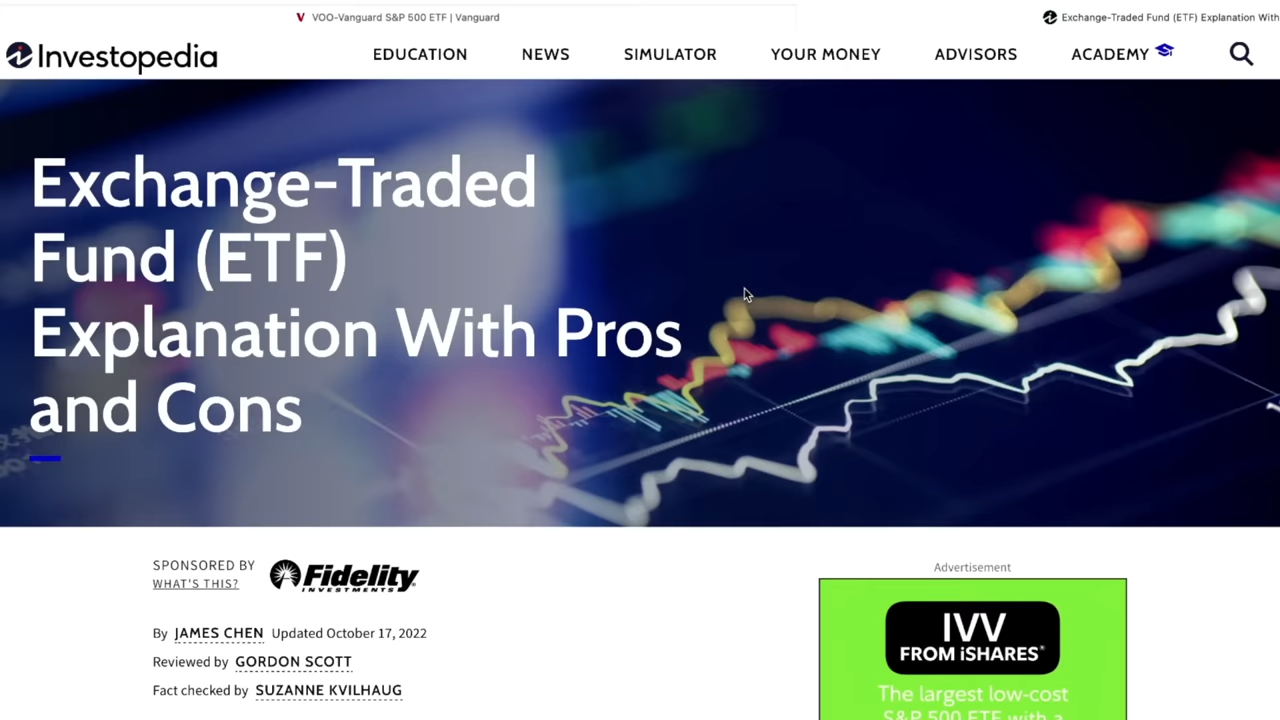 VOO-Vanguard S&P 500 ETF | Vanguard
Exchange-Traded Fund (ETF) Explanation With
Investopedia
EDUCATION
NEWS
SIMULATOR
YOUR MONEY
ADVISORS
ACADEMY
Exchange-Traded
Fund (ETF)
Explanation With Pros
and Cons
SPONSORED BY
WHAT'S THIS?
Fidelity
INVESTMENTS
By JAMES CHEN Updated October 17, 2022
Reviewed by GORDON SCOTT
Fact checked by SUZANNE KVILHAUG
Advertisement
IVV
FROM iSHARES®
The largest low-cost
S&P 500 ETF with a